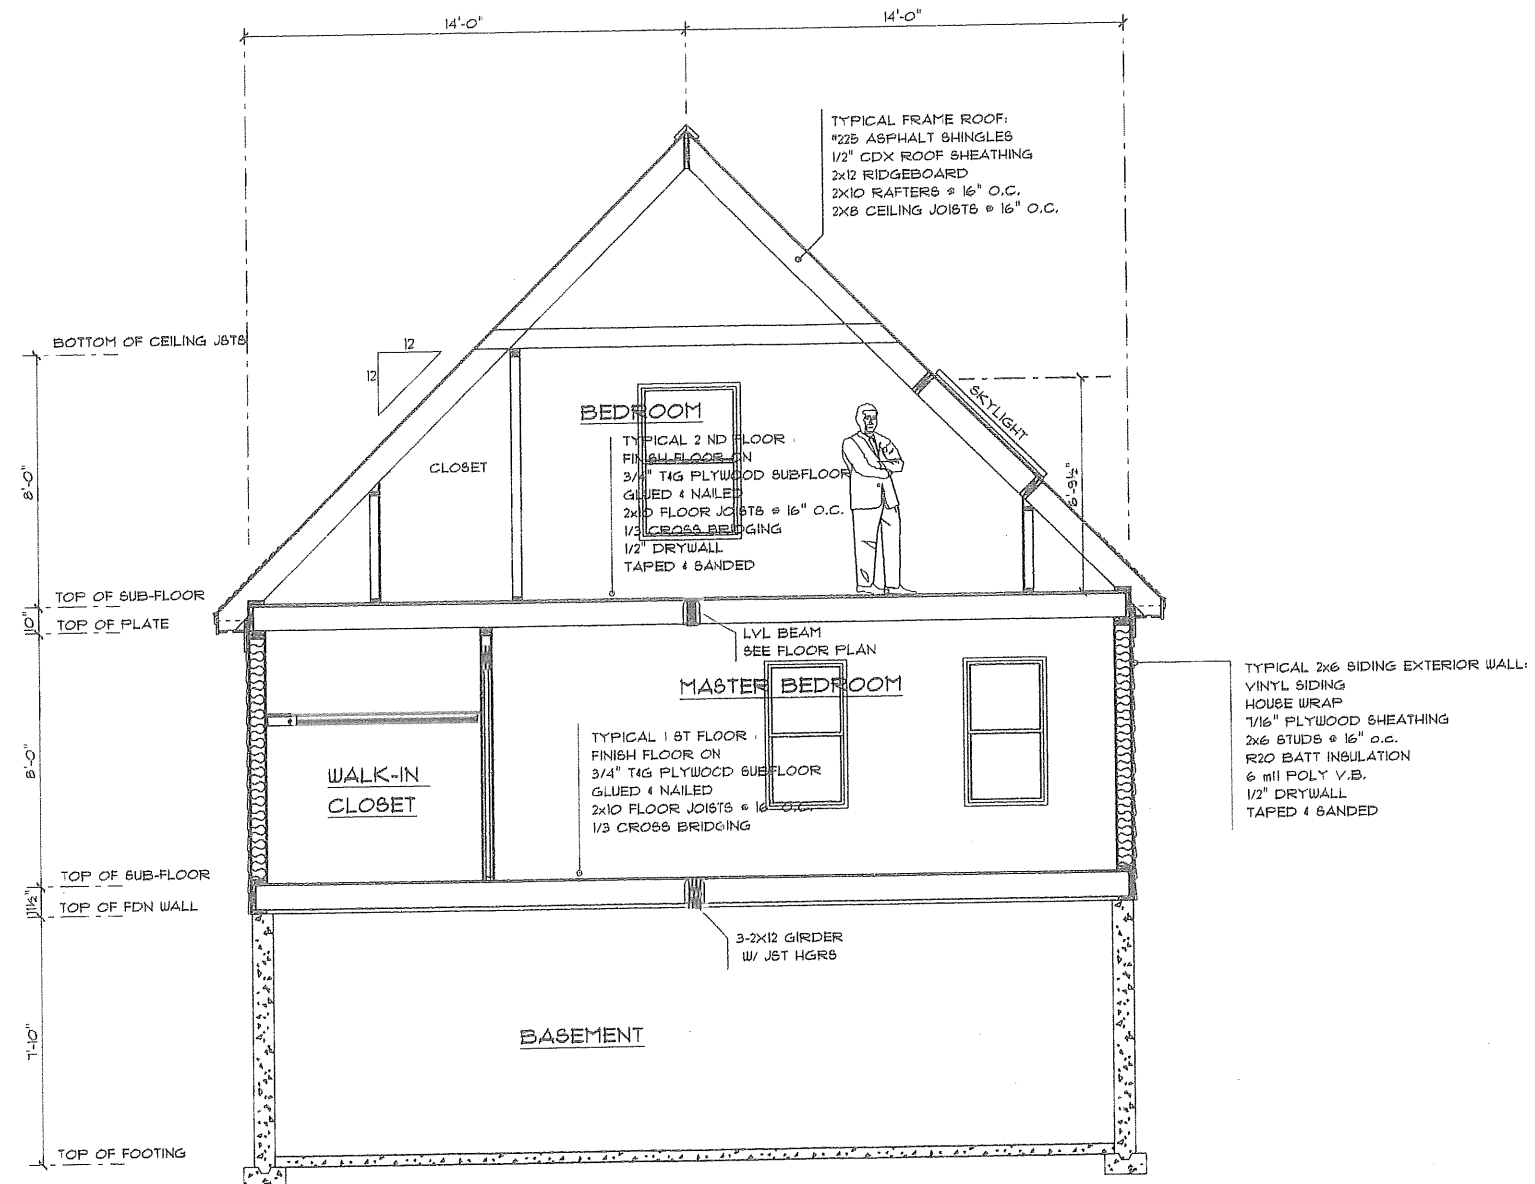 14'-0"
14'-0"
TYPICAL FRAME ROOF:
#225 ASPHALT SHINGLES
1/2" CDX ROOF SHEATHING
2x12 RIDGEBOARD
2X10 RAFTERS @ 16" O.C.
2X8 CEILING JOISTS @ 16" O.C.
BOTTOM OF CEILING JSTS
12
12
SKYLIGHT
BEDROOM
TYPICAL 2 ND FLOOR
FINISH FLOOR ON
3/4" T&G PLYWOOD SUBFLOOR
GLUED & NAILED
2x10 FLOOR JOISTS @ 16" O.C.
1/3 CROSS BRIDGING
1/2" DRYWALL
TAPED & SANDED
CLOSET
8'-0"
6'-9½"
TOP OF SUB-FLOOR
10"
TOP OF PLATE
LVL BEAM
SEE FLOOR PLAN
MASTER BEDROOM
TYPICAL 2x6 SIDING EXTERIOR WALL:
VINYL SIDING
HOUSE WRAP
7/16" PLYWOOD SHEATHING
2x6 STUDS @ 16" o.c.
R20 BATT INSULATION
6 mil POLY V.B.
1/2" DRYWALL
TAPED & SANDED
TYPICAL 1 ST FLOOR
FINISH FLOOR ON
3/4" T&G PLYWOOD SUBFLOOR
GLUED & NAILED
2x10 FLOOR JOISTS @ 16" O.C.
1/3 CROSS BRIDGING
WALK-IN
CLOSET
8'-0"
TOP OF SUB-FLOOR
11½"
TOP OF FDN WALL
3-2X12 GIRDER
W/ JST HGRS
7'-10"
BASEMENT
TOP OF FOOTING